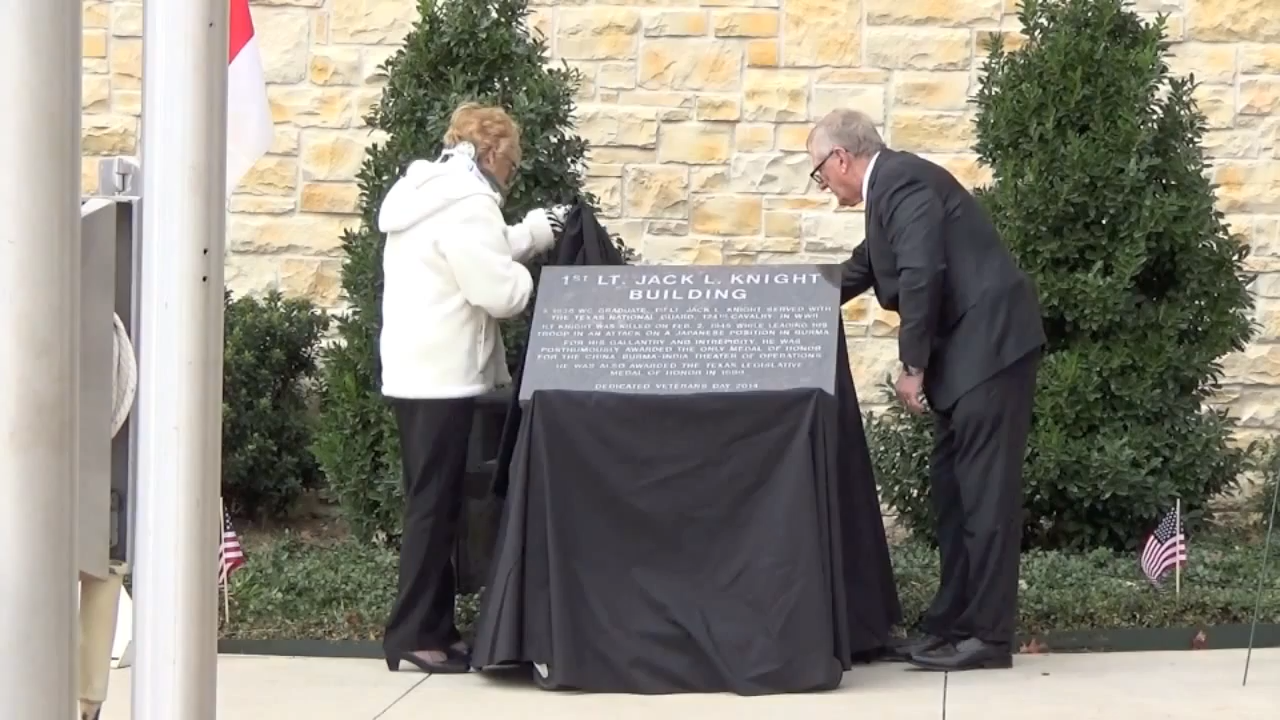 1ST LT. JACK L. KNIGHT
BUILDING
A 1938 WC GRADUATE, 1ST LT. JACK L. KNIGHT SERVED WITH
THE TEXAS NATIONAL GUARD, 124TH CAVALRY, IN WWII.
1LT KNIGHT WAS KILLED ON FEB. 2, 1945 WHILE LEADING HIS
TROOP IN AN ATTACK ON A JAPANESE POSITION IN BURMA
FOR HIS GALLANTRY AND INTREPIDITY, HE WAS
POSTHUMOUSLY AWARDED THE ONLY MEDAL OF HONOR
FOR THE CHINA-BURMA-INDIA THEATER OF OPERATIONS.
HE WAS ALSO AWARDED THE TEXAS LEGISLATIVE
MEDAL OF HONOR IN 1999.
DEDICATED VETERANS DAY 2014